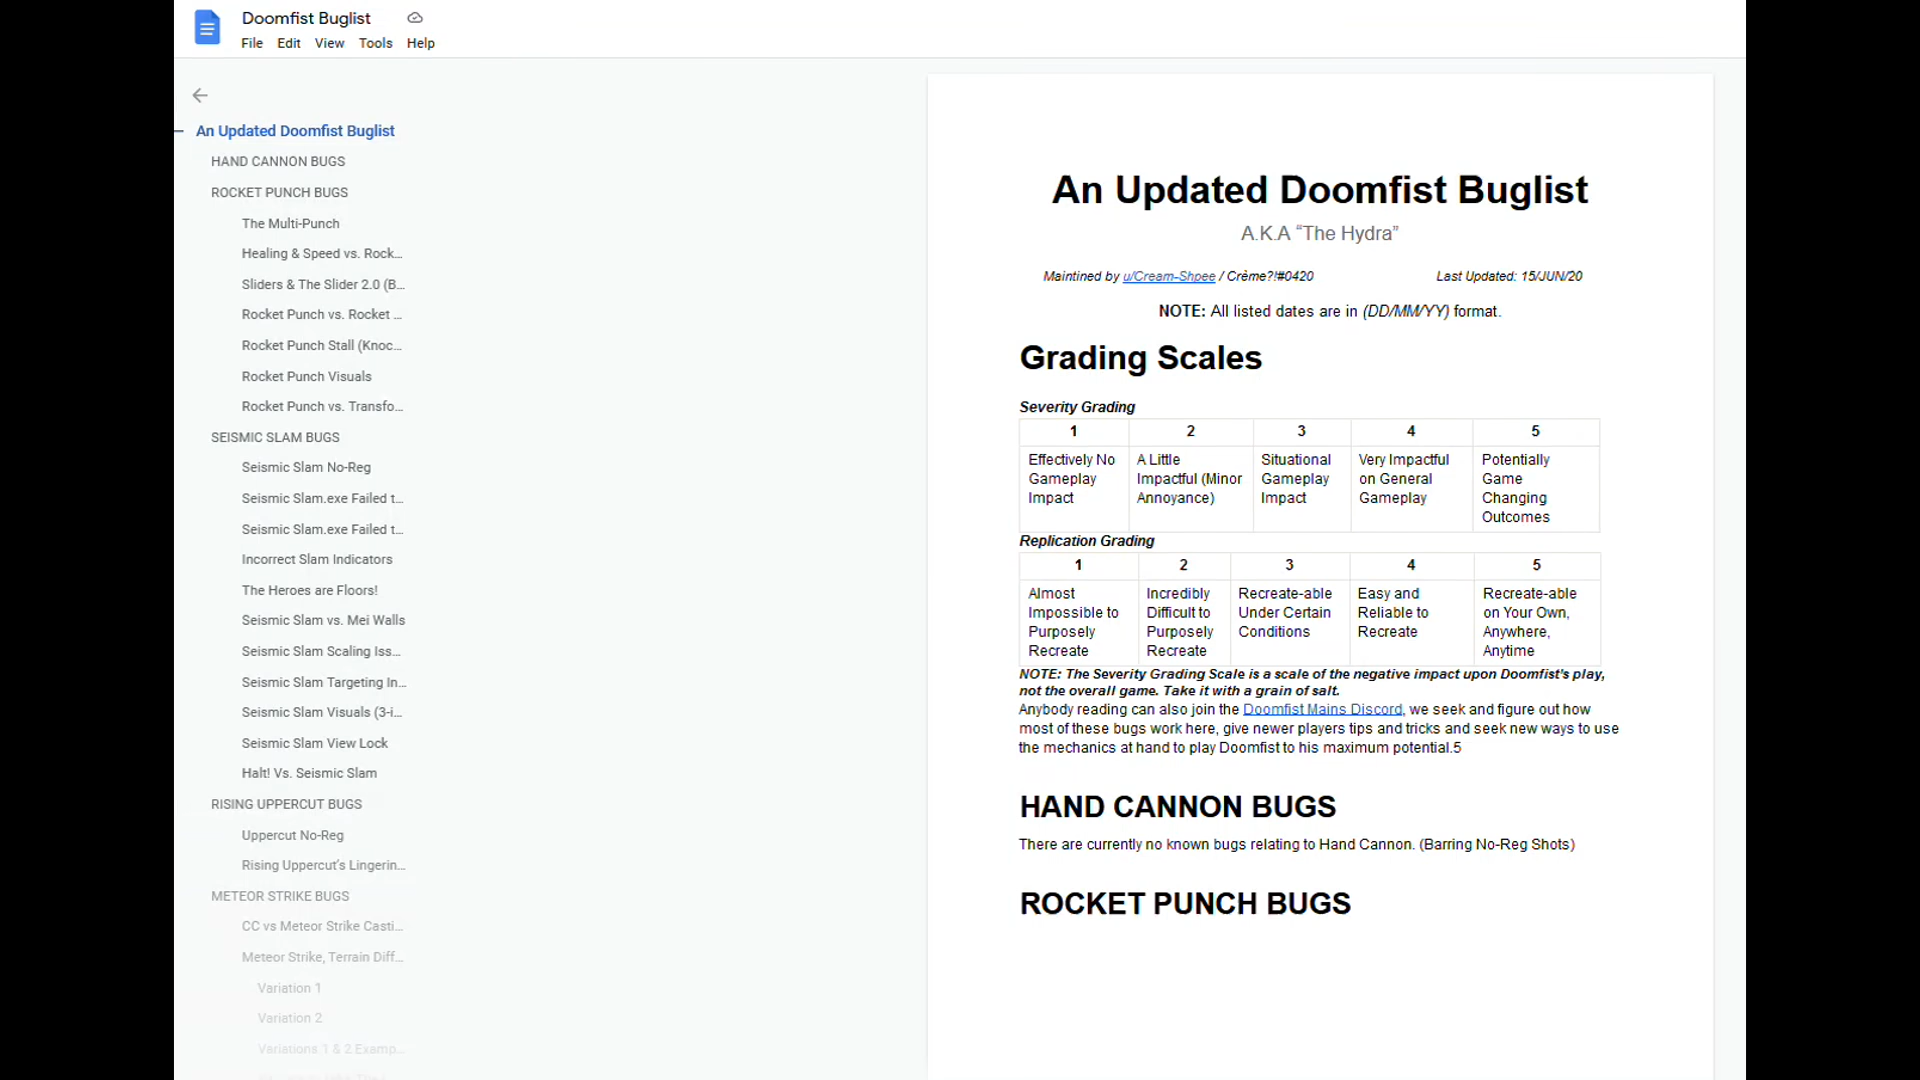 Doomfist Buglist
File Edit View Tools Help
An Updated Doomfist Buglist
HAND CANNON BUGS
ROCKET PUNCH BUGS
The Multi-Punch
Healing & Speed vs. Rock...
Sliders & The Slider 2.0 (B...
Rocket Punch vs. Rocket ...
Rocket Punch Stall (Knoc...
Rocket Punch Visuals
Rocket Punch vs. Transfo...
SEISMIC SLAM BUGS
Seismic Slam No-Reg
Seismic Slam.exe Failed t...
Seismic Slam.exe Failed t...
Incorrect Slam Indicators
The Heroes are Floors!
Seismic Slam vs. Mei Walls
Seismic Slam Scaling Iss...
Seismic Slam Targeting In...
Seismic Slam Visuals (3-i...
Seismic Slam View Lock
Halt! Vs. Seismic Slam
RISING UPPERCUT BUGS
Uppercut No-Reg
Rising Uppercut's Lingerin...
METEOR STRIKE BUGS
CC vs Meteor Strike Casti...
Meteor Strike, Terrain Diff...
Variation 1
Variation 2
Variations 1 & 2 Examp...
An Updated Doomfist Buglist
A.K.A “The Hydra”
Maintined by u/Cream-Shpee / Crème?!#0420 Last Updated: 15/JUN/20
NOTE: All listed dates are in (DD/MM/YY) format.
Grading Scales
Severity Grading
1 2 3 4 5
Effectively No A Little Situational Very Impactful Potentially
Gameplay Impactful (Minor Gameplay on General Game
Impact Annoyance) Impact Gameplay Changing
Outcomes
Replication Grading
1 2 3 4 5
Almost Incredibly Recreate-able Easy and Recreate-able
Impossible to Difficult to Under Certain Reliable to on Your Own,
Purposely Purposely Conditions Recreate Anywhere,
Recreate Recreate Anytime
NOTE: The Severity Grading Scale is a scale of the negative impact upon Doomfist's play,
not the overall game. Take it with a grain of salt.
Anybody reading can also join the Doomfist Mains Discord, we seek and figure out how
most of these bugs work here, give newer players tips and tricks and seek new ways to use
the mechanics at hand to play Doomfist to his maximum potential.5
HAND CANNON BUGS
There are currently no known bugs relating to Hand Cannon. (Barring No-Reg Shots)
ROCKET PUNCH BUGS